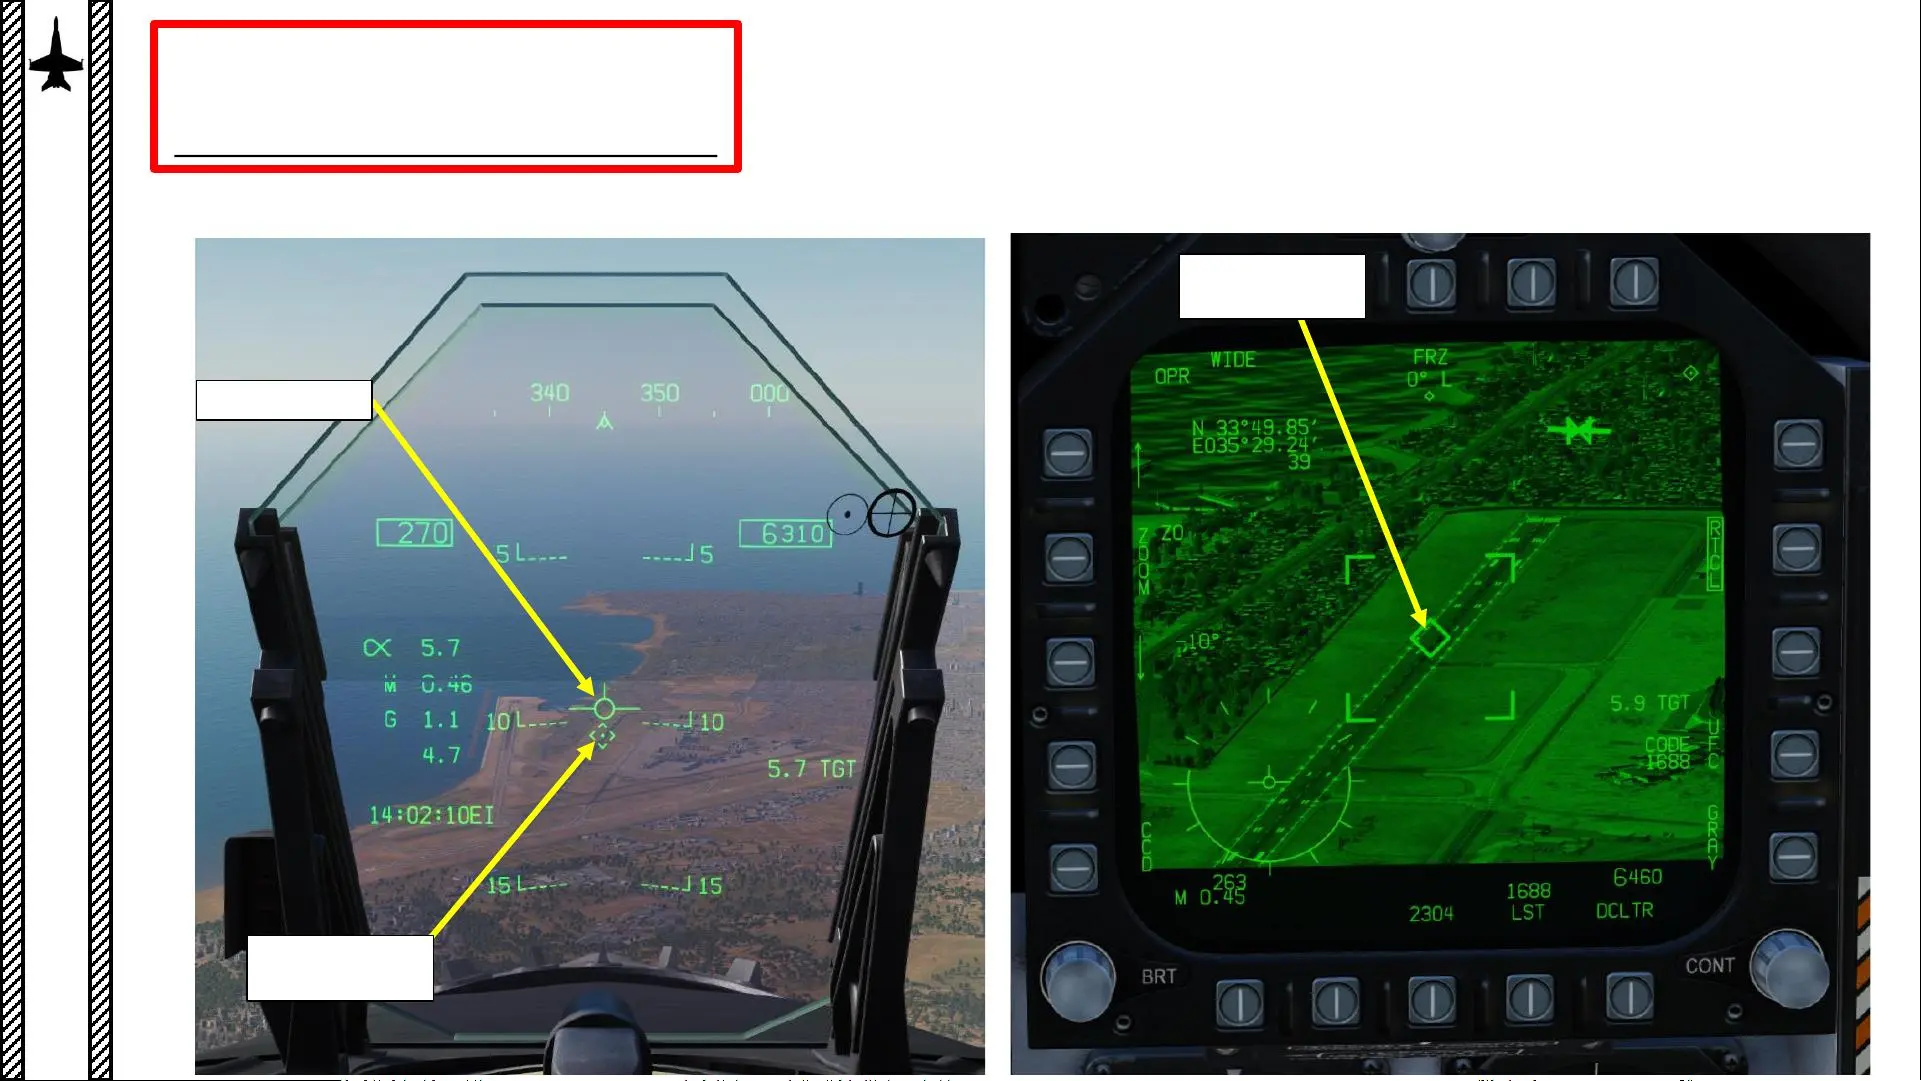 340 350 000
270
6310
5 5
α 5.7
M 0.46
G 1.1
4.7
10 10
5.7 TGT
14:02:10EI
15 15
WIDE
OPR
FRZ
0° L
N 33°49.85'
E035°29.24'
39
ZOOM
Z0
RTCL
-10°
5.9 TGT
UFC
CODE
1688
GRAY
CCD
263
M 0.45
2304
1688
LST
6460
DCLTR
BRT
CONT